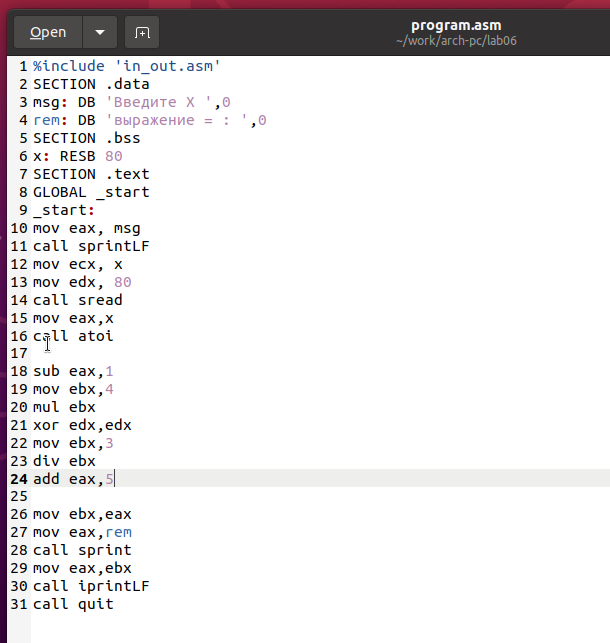 Open
program.asm
~/work/arch-pc/lab06
1 %include 'in_out.asm'
2 SECTION .data
3 msg: DB 'Введите X ',0
4 rem: DB 'выражение = : ',0
5 SECTION .bss
6 x: RESB 80
7 SECTION .text
8 GLOBAL _start
9 _start:
10 mov eax, msg
11 call sprintLF
12 mov ecx, x
13 mov edx, 80
14 call sread
15 mov eax,x
16 call atoi
17
18 sub eax,1
19 mov ebx,4
20 mul ebx
21 xor edx,edx
22 mov ebx,3
23 div ebx
24 add eax,5
25
26 mov ebx,eax
27 mov eax,rem
28 call sprint
29 mov eax,ebx
30 call iprintLF
31 call quit